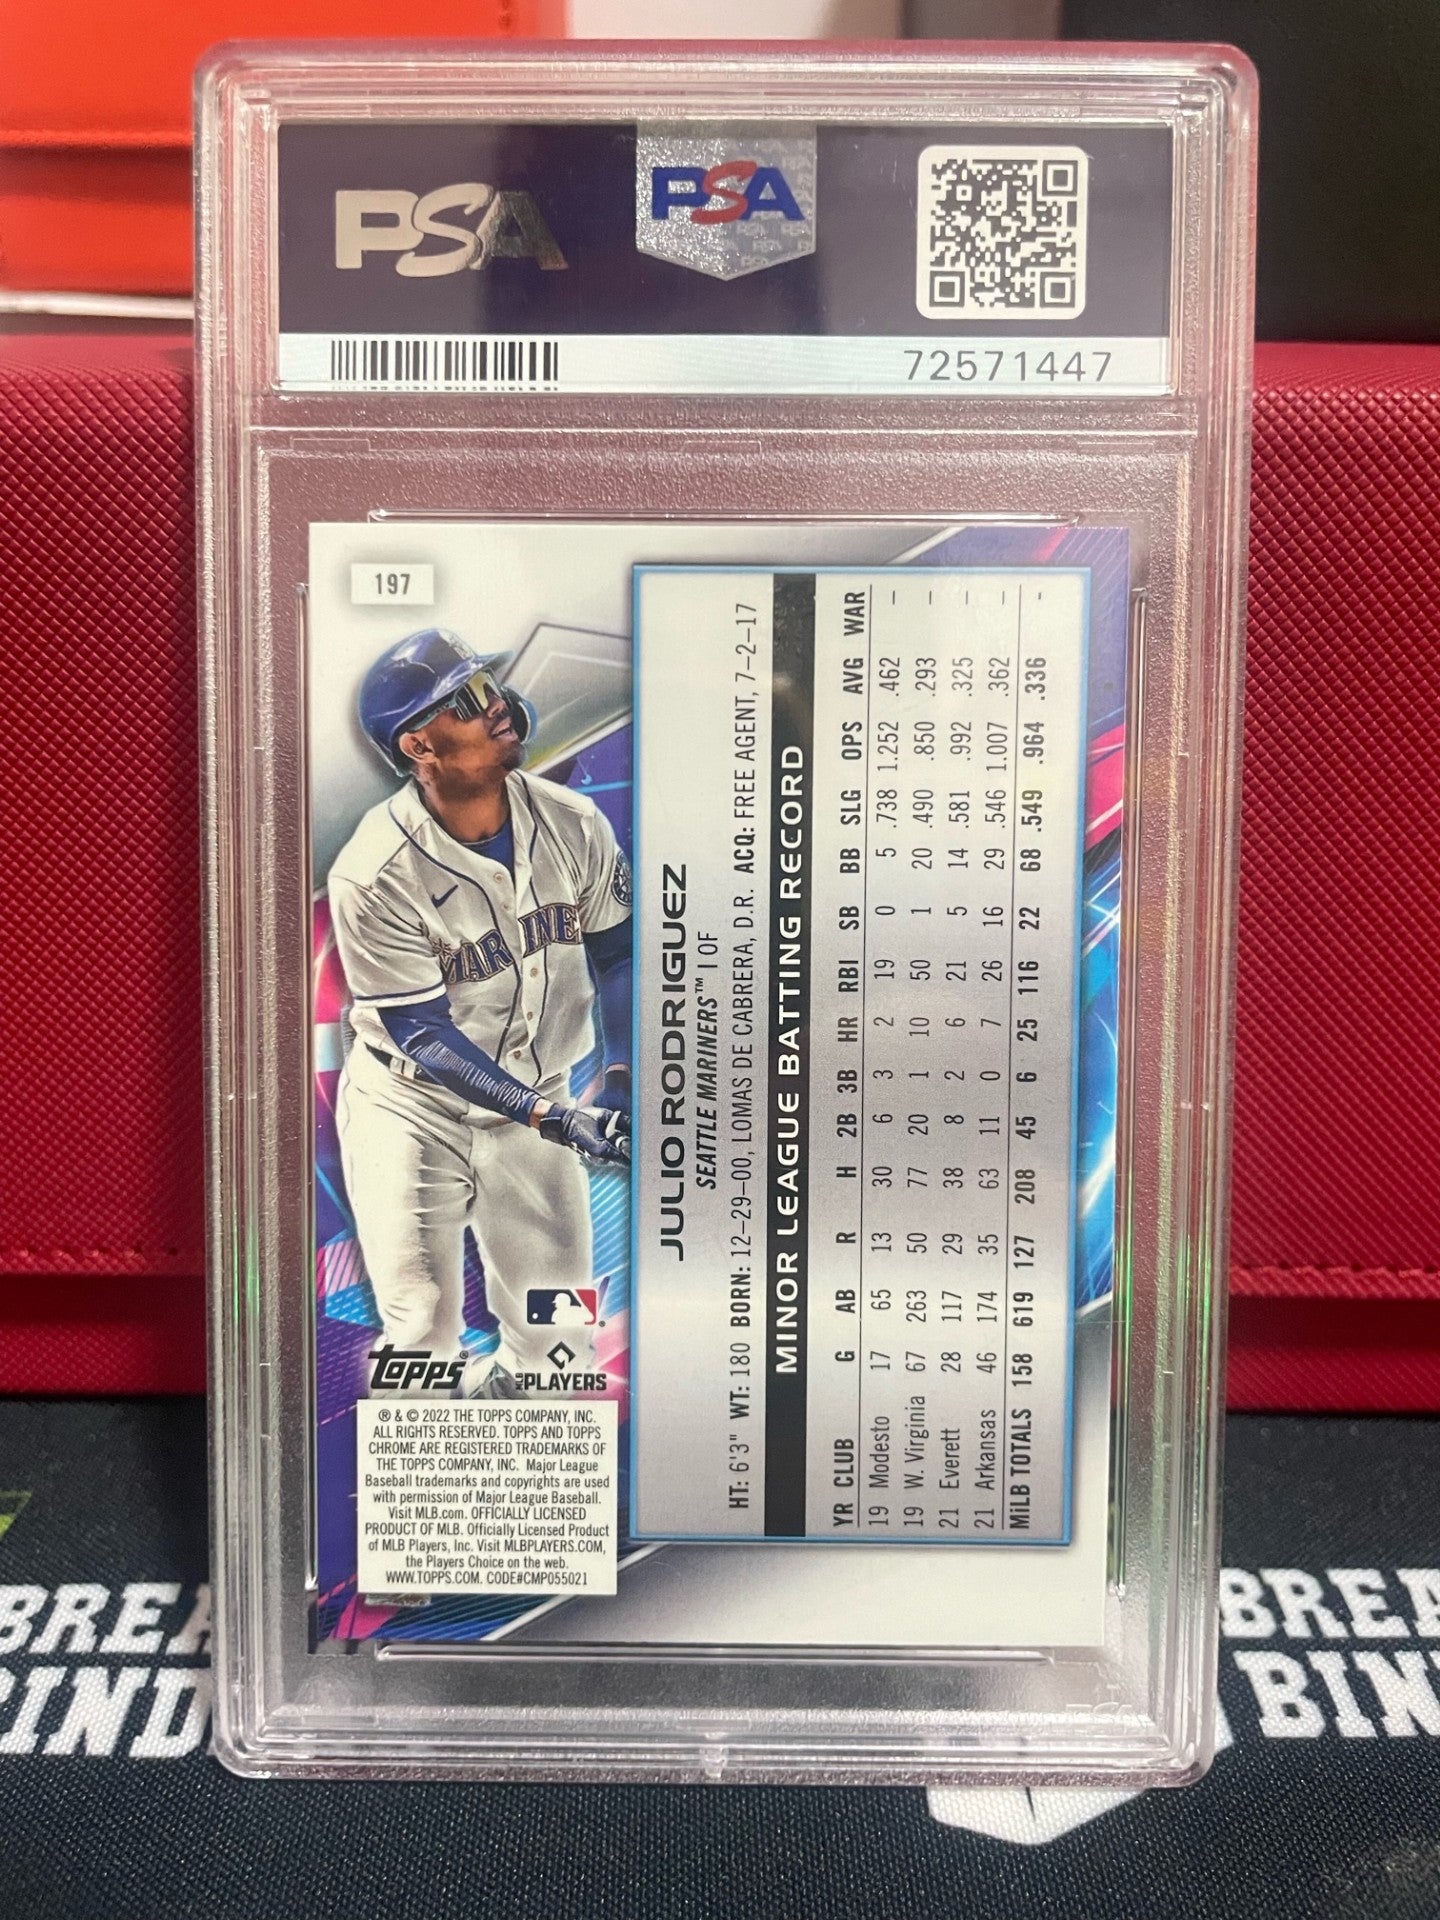 PSA
PSA
72571447
197
MARINE
JULIO RODRIGUEZ
SEATTLE MARINERS™ | OF
HT: 6'3" WT: 180 BORN: 12-29-00, LOMAS DE CABRERA, D.R. ACQ: FREE AGENT, 7-2-17
MINOR LEAGUE BATTING RECORD
YR CLUB G AB R H 2B 3B HR RBI SB BB SLG OPS AVG WAR
19 Modesto 17 65 13 30 6 3 2 19 0 5 .738 1.252 .462 –
19 W. Virginia 67 263 50 77 20 1 10 50 1 20 .490 .850 .293 –
21 Everett 28 117 29 38 8 2 6 21 5 14 .581 .992 .325 –
21 Arkansas 46 174 35 63 11 0 7 26 16 29 .546 1.007 .362 –
MiLB TOTALS 158 619 127 208 45 6 25 116 22 68 .549 .964 .336 -
Topps®
MLB PLAYERS
® & © 2022 THE TOPPS COMPANY, INC.
ALL RIGHTS RESERVED. TOPPS AND TOPPS
CHROME ARE REGISTERED TRADEMARKS OF
THE TOPPS COMPANY, INC. Major League
Baseball trademarks and copyrights are used
with permission of Major League Baseball.
Visit MLB.com. OFFICIALLY LICENSED
PRODUCT OF MLB. Officially Licensed Product
of MLB Players, Inc. Visit MLBPLAYERS.COM,
the Players Choice on the web.
WWW.TOPPS.COM. CODE#CMP055021
BREA
BREA
IND
BIN